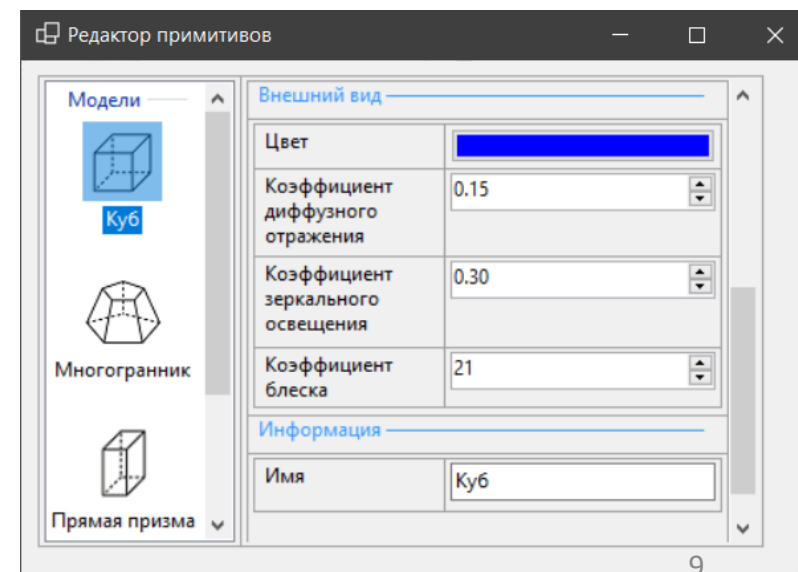 Редактор примитивов
Модели
Куб
Многогранник
Прямая призма
Внешний вид
Цвет
Коэффициент
диффузного
отражения
0.15
Коэффициент
зеркального
освещения
0.30
Коэффициент
блеска
21
Информация
Имя
Куб
9